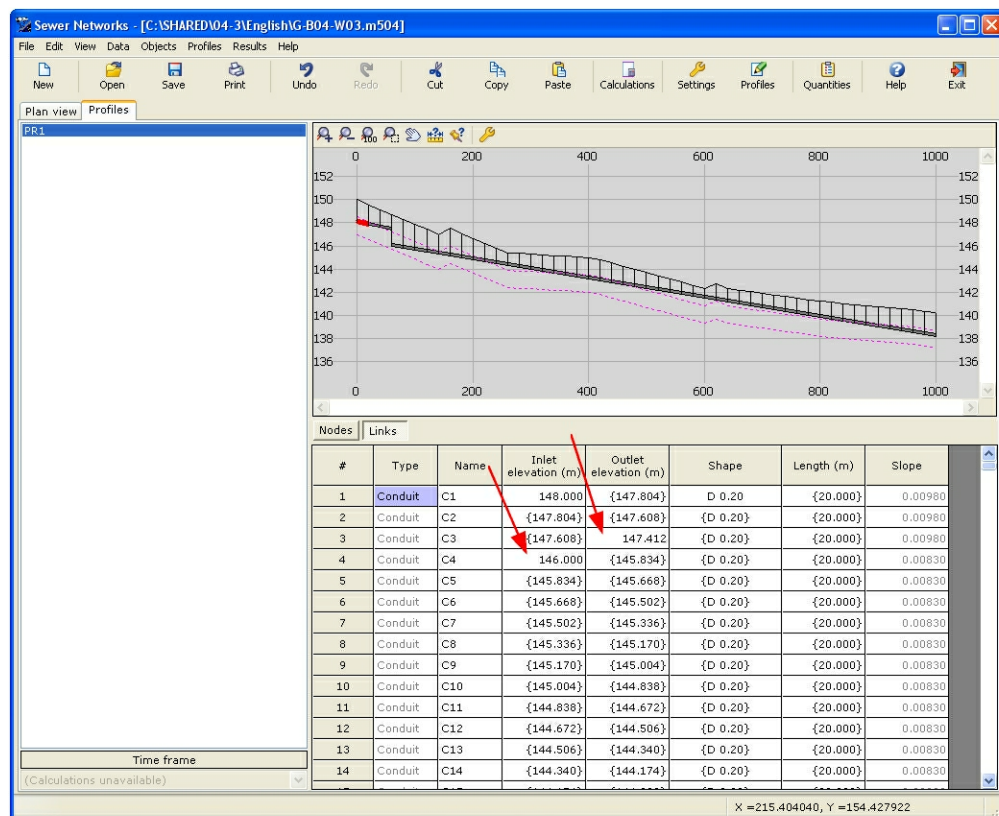 Sewer Networks - [C:\SHARED\04-3\English\G-B04-W03.m504]
File Edit View Data Objects Profiles Results Help
New Open Save Print Undo Redo Cut Copy Paste Calculations Settings Profiles Quantities Help Exit
Plan view Profiles
PR1
100
0 200 400 600 800 1000
152 152
150 150
148 148
146 146
144 144
142 142
140 140
138 138
136 136
0 200 400 600 800 1000
Nodes Links
# Type Name Inlet elevation (m) Outlet elevation (m) Shape Length (m) Slope
1 Conduit C1 148.000 {147.804} D 0.20 {20.000} 0.00980
2 Conduit C2 {147.804} {147.608} {D 0.20} {20.000} 0.00980
3 Conduit C3 {147.608} 147.412 {D 0.20} {20.000} 0.00980
4 Conduit C4 146.000 {145.834} {D 0.20} {20.000} 0.00830
5 Conduit C5 {145.834} {145.668} {D 0.20} {20.000} 0.00830
6 Conduit C6 {145.668} {145.502} {D 0.20} {20.000} 0.00830
7 Conduit C7 {145.502} {145.336} {D 0.20} {20.000} 0.00830
8 Conduit C8 {145.336} {145.170} {D 0.20} {20.000} 0.00830
9 Conduit C9 {145.170} {145.004} {D 0.20} {20.000} 0.00830
10 Conduit C10 {145.004} {144.838} {D 0.20} {20.000} 0.00830
11 Conduit C11 {144.838} {144.672} {D 0.20} {20.000} 0.00830
12 Conduit C12 {144.672} {144.506} {D 0.20} {20.000} 0.00830
13 Conduit C13 {144.506} {144.340} {D 0.20} {20.000} 0.00830
14 Conduit C14 {144.340} {144.174} {D 0.20} {20.000} 0.00830
Time frame
(Calculations unavailable)
X =215.404040, Y =154.427922